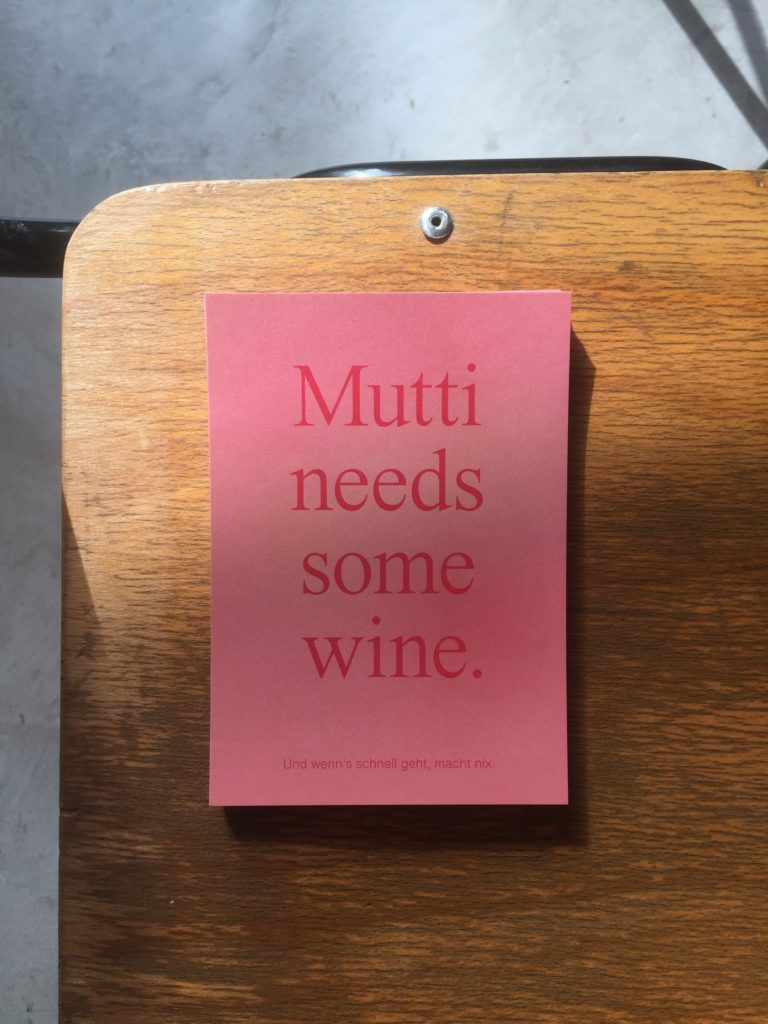 Mutti
needs
some
wine.
Und wenn's schnell geht, macht nix.